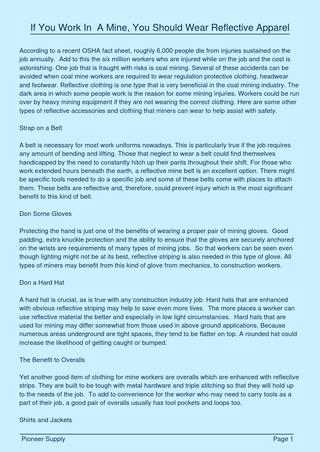 If You Work In  A Mine, You Should Wear Reflective Apparel
According to a recent OSHA fact sheet, roughly 6,000 people die from injuries sustained on the
job annually.  Add to this the six million workers who are injured while on the job and the cost is
astonishing. One job that is fraught with risks is coal mining. Several of these accidents can be
avoided when coal mine workers are required to wear regulation protective clothing, headwear
and footwear. Reflective clothing is one type that is very beneficial in the coal mining industry. The
dark area in which some people work is the reason for some mining injuries. Workers could be run
over by heavy mining equipment if they are not wearing the correct clothing. Here are some other
types of reflective accessories and clothing that miners can wear to help assist with safety.
Strap on a Belt
A belt is necessary for most work uniforms nowadays. This is particularly true if the job requires
any amount of bending and lifting. Those that neglect to wear a belt could find themselves
handicapped by the need to constantly hitch up their pants throughout their shift. For those who
work extended hours beneath the earth, a reflective mine belt is an excellent option. There might
be specific tools needed to do a specific job and some of these belts come with places to attach
them. These belts are reflective and, therefore, could prevent injury which is the most significant
benefit to this kind of belt.
Don Some Gloves
Protecting the hand is just one of the benefits of wearing a proper pair of mining gloves.  Good
padding, extra knuckle protection and the ability to ensure that the gloves are securely anchored
on the wrists are requirements of many types of mining jobs.  So that workers can be seen even
though lighting might not be at its best, reflective striping is also needed in this type of glove. All
types of miners may benefit from this kind of glove from mechanics, to construction workers.
Don a Hard Hat
A hard hat is crucial, as is true with any construction industry job. Hard hats that are enhanced
with obvious reflective striping may help to save even more lives.  The more places a worker can
use reflective material the better and especially in low light circumstances.  Hard hats that are
used for mining may differ somewhat from those used in above ground applications. Because
numerous areas underground are tight spaces, they tend to be flatter on top. A rounded hat could
increase the likelihood of getting caught or bumped.
The Benefit to Overalls
Yet another good item of clothing for mine workers are overalls which are enhanced with reflective
strips. They are built to be tough with metal hardware and triple stitching so that they will hold up
to the needs of the job.  To add to convenience for the worker who may need to carry tools as a
part of their job, a good pair of overalls usually has tool pockets and loops too.
Shirts and Jackets
Pioneer Supply Page 1